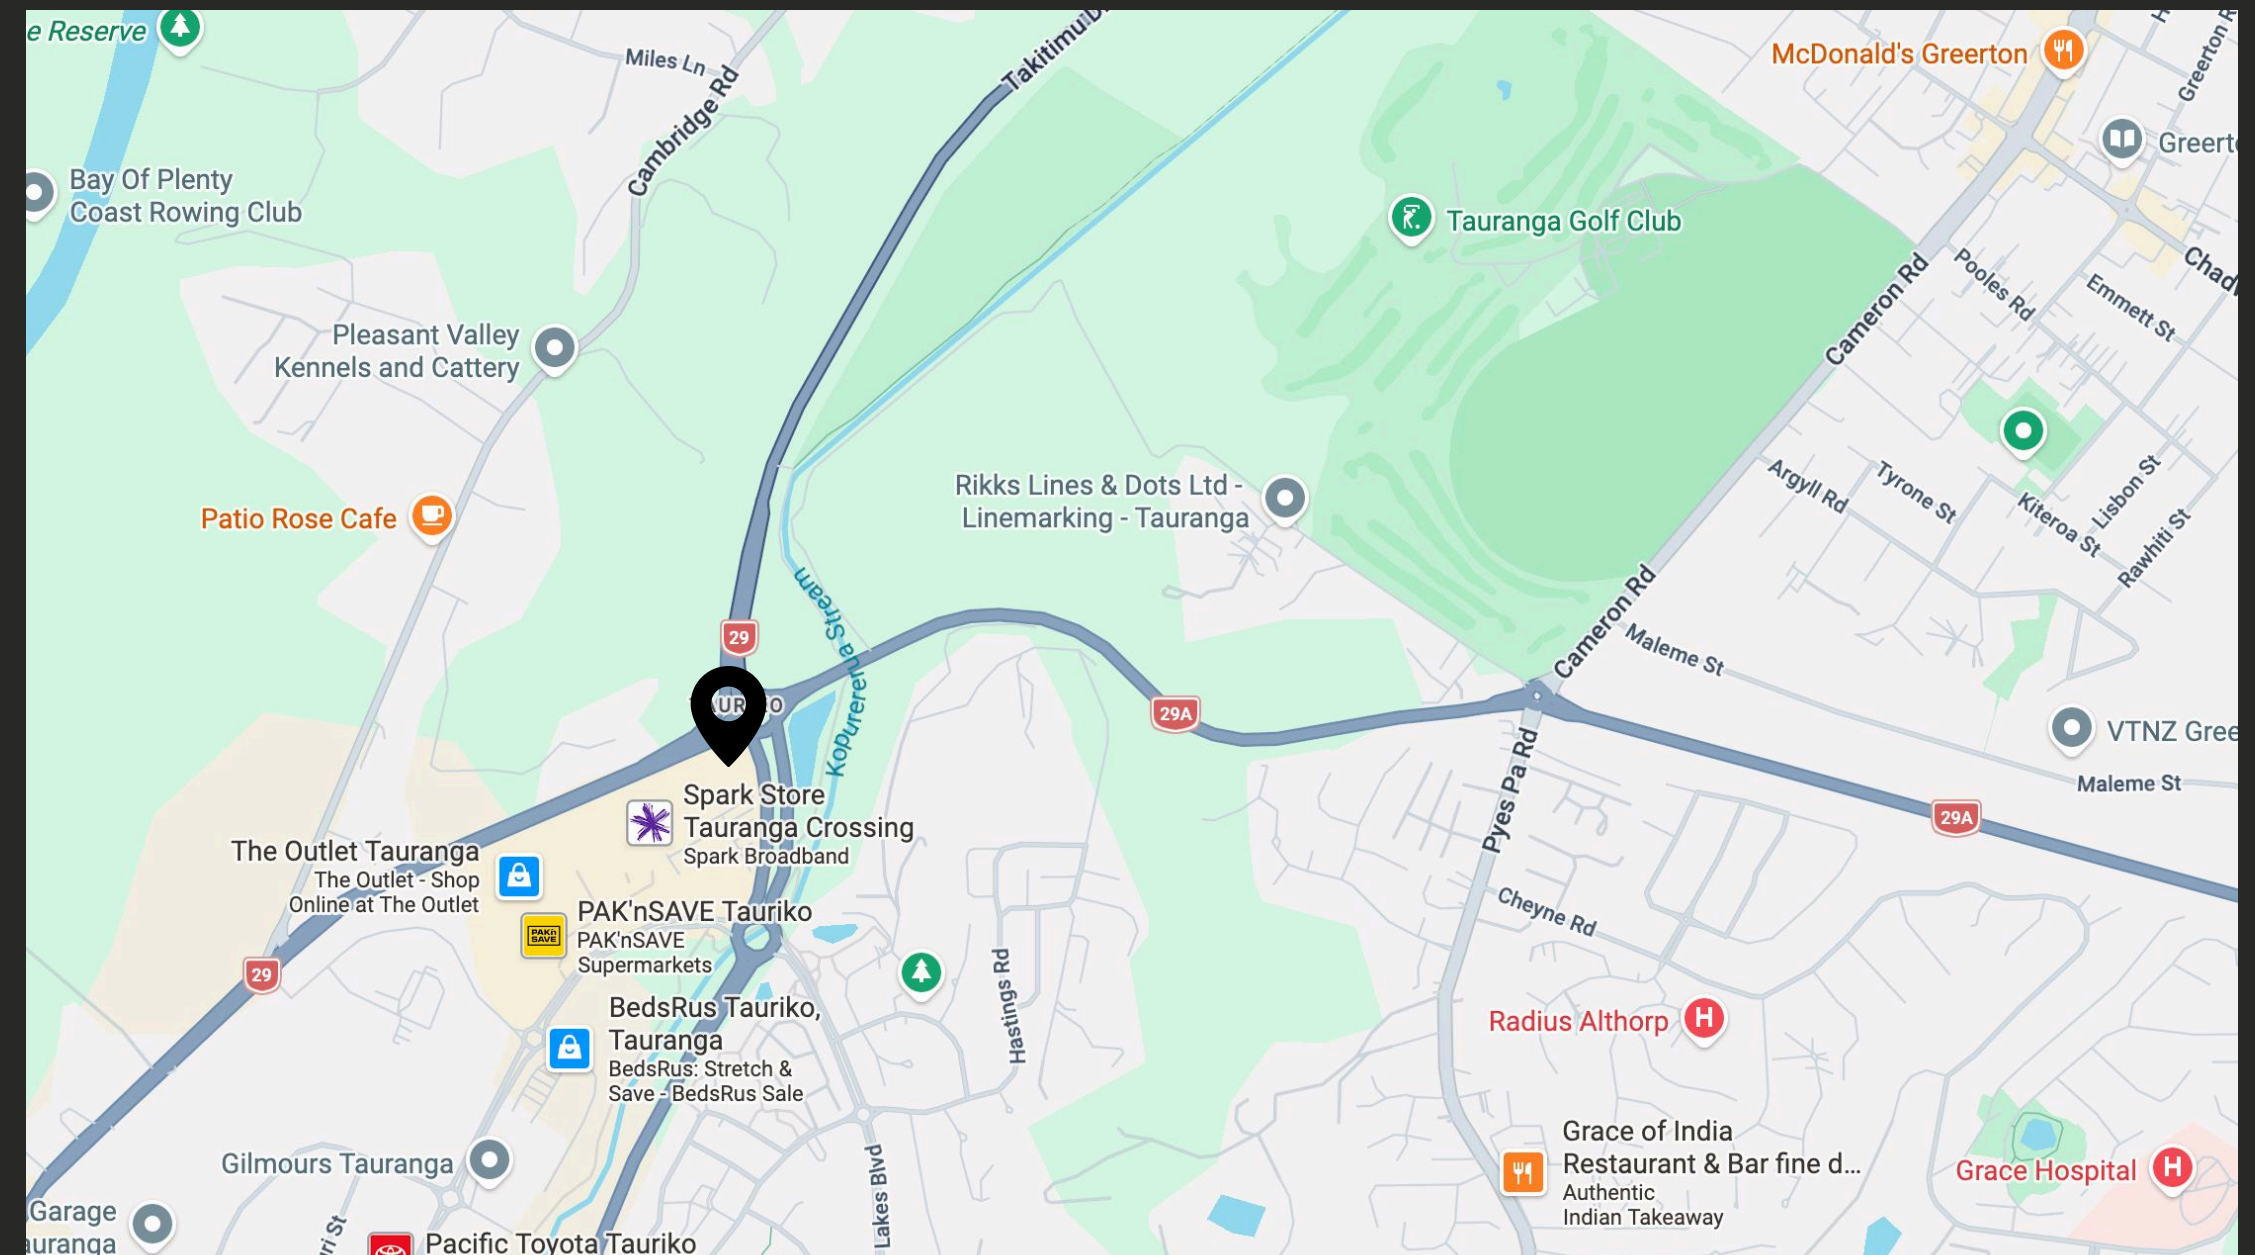 e Reserve
Miles Ln
Cambridge Rd
Takitimu D
McDonald's Greerton
Greerton R
Greert
Bay Of Plenty
Coast Rowing Club
Tauranga Golf Club
Cameron Rd
Pooles Rd
Emmett St
Chad
Pleasant Valley
Kennels and Cattery
Patio Rose Cafe
Rikks Lines & Dots Ltd -
Linemarking - Tauranga
Argyll Rd
Tyrone St
Kiteroa St
Lisbon St
Rawhiti St
Kopurererua Stream
29
Cameron Rd
Maleme St
29A
VTNZ Gree
Maleme St
Pyes Pa Rd
29A
Spark Store
Tauranga Crossing
Spark Broadband
The Outlet Tauranga
The Outlet - Shop
Online at The Outlet
PAK'nSAVE Tauriko
PAK'nSAVE
Supermarkets
PAK'n
SAVE
Cheyne Rd
29
Hastings Rd
BedsRus Tauriko,
Tauranga
BedsRus: Stretch &
Save - BedsRus Sale
Radius Althorp
H
Gilmours Tauranga
Lakes Blvd
Grace of India
Restaurant & Bar fine d...
Authentic
Indian Takeaway
Grace Hospital
H
Garage
auranga
ri St
Pacific Toyota Tauriko